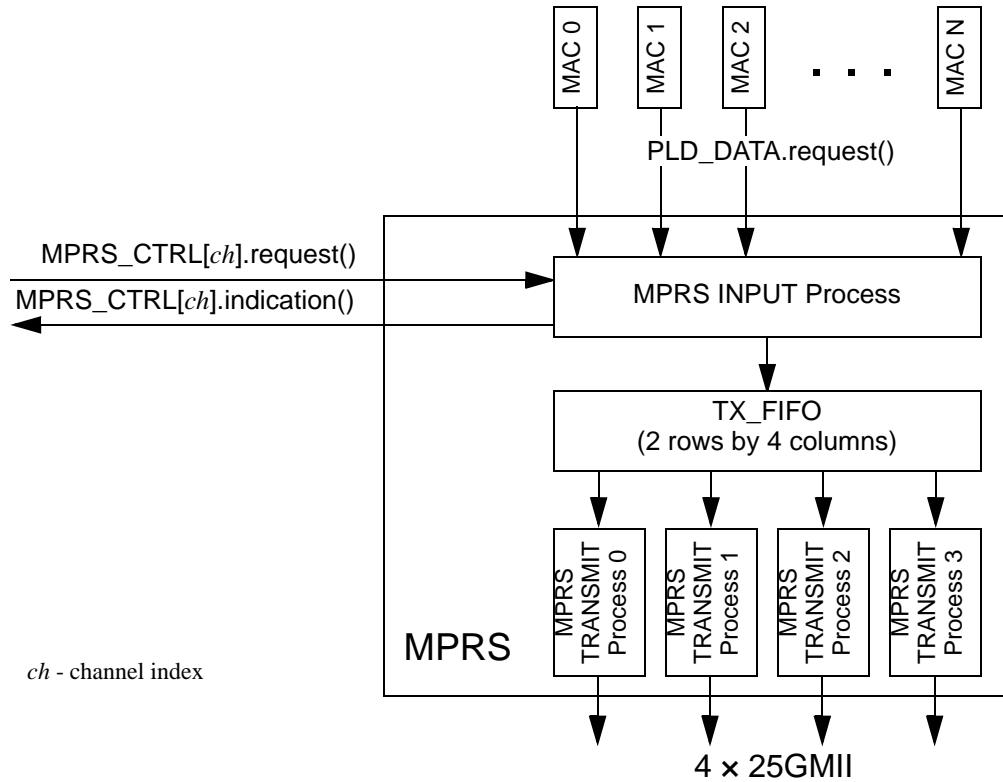 MAC 0
MAC 1
MAC 2
. . .
MAC N
PLD_DATA.request()
MPRS_CTRL[ch].request()
MPRS_CTRL[ch].indication()
MPRS INPUT Process
TX_FIFO
(2 rows by 4 columns)
MPRS
TRANSMIT
Process 0
MPRS
TRANSMIT
Process 1
MPRS
TRANSMIT
Process 2
MPRS
TRANSMIT
Process 3
MPRS
ch - channel index
4 × 25GMII